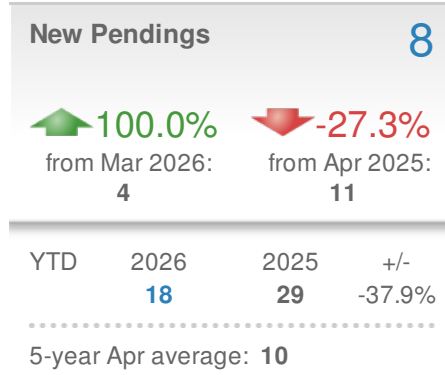 New Pendings 8
100.0% -27.3%
from Mar 2026: from Apr 2025:
4 11
YTD 2026 2025 +/-
18 29 -37.9%
5-year Apr average: 10